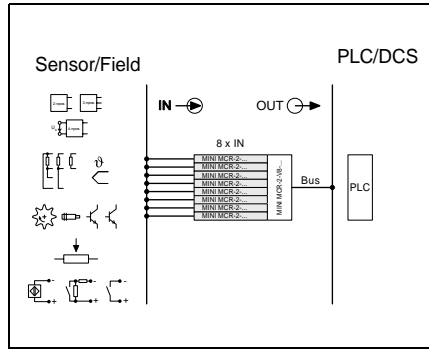 Sensor/Field
PLC/DCS
IN
OUT
8 x IN
MINI MCR-2-...
MINI MCR-2-...
MINI MCR-2-...
MINI MCR-2-...
MINI MCR-2-...
MINI MCR-2-...
MINI MCR-2-...
MINI MCR-2-...
MINI MCR-2-V8-...
Bus
PLC
ϑ